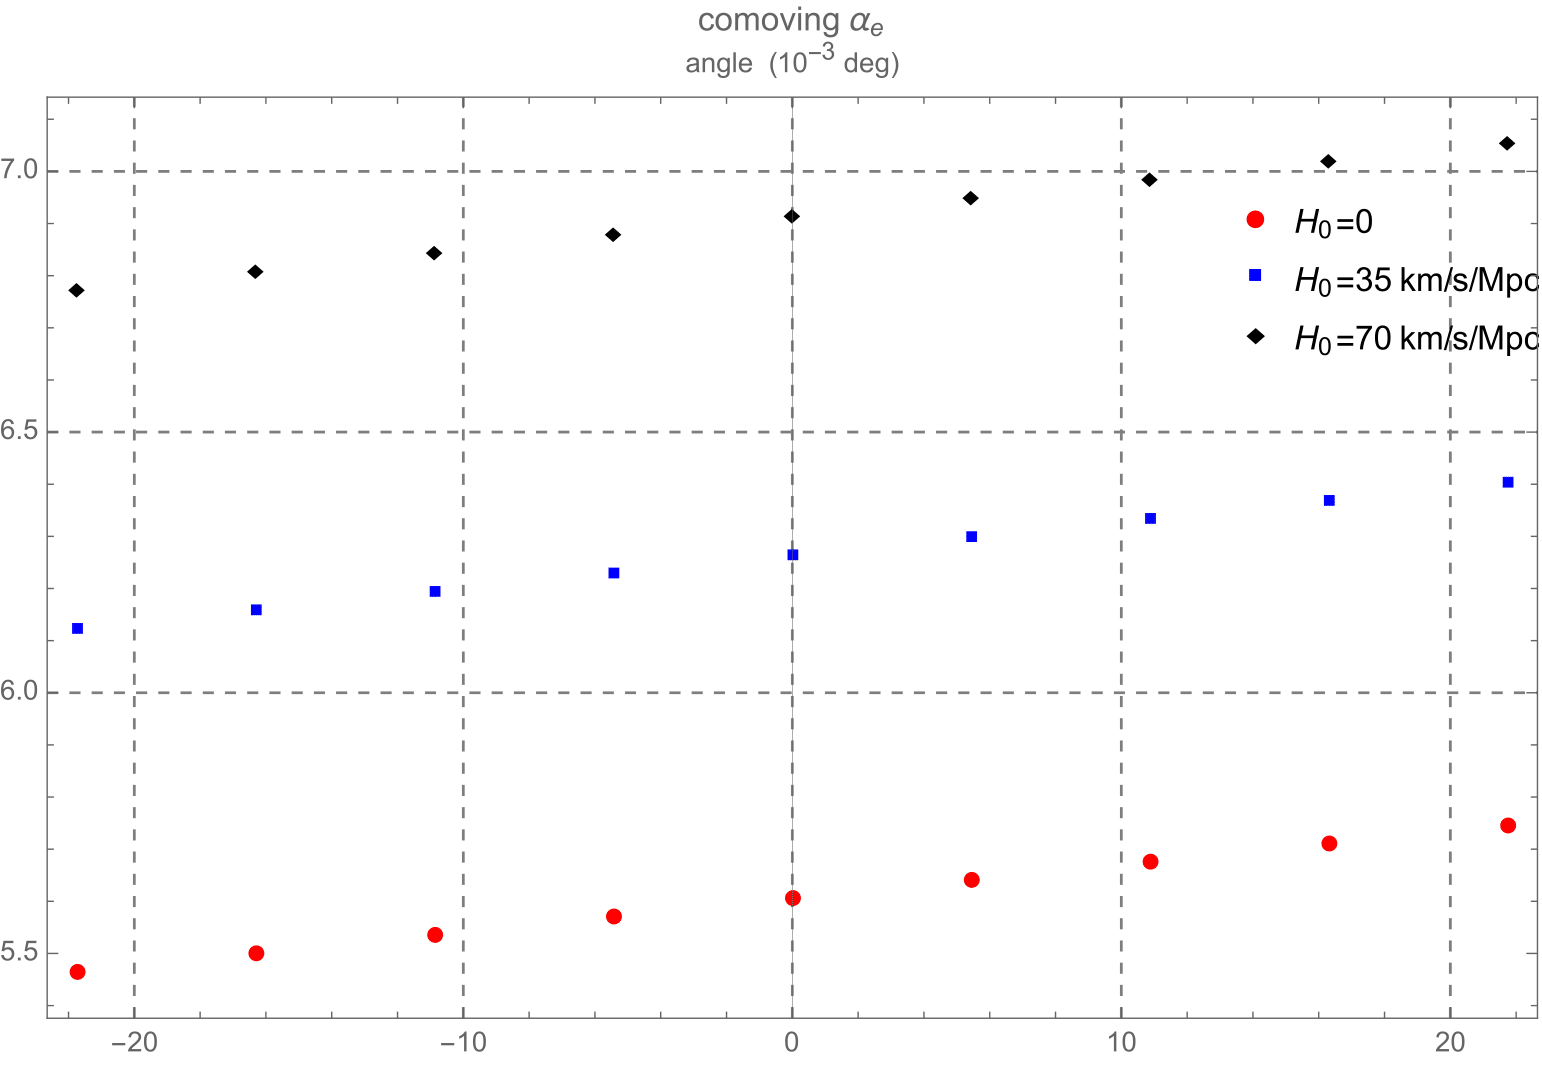 comoving αₑ
angle (10⁻³ deg)
7.0
6.5
6.0
5.5
H₀=0
H₀=35 km/s/Mpc
H₀=70 km/s/Mpc
−20 −10 0 10 20